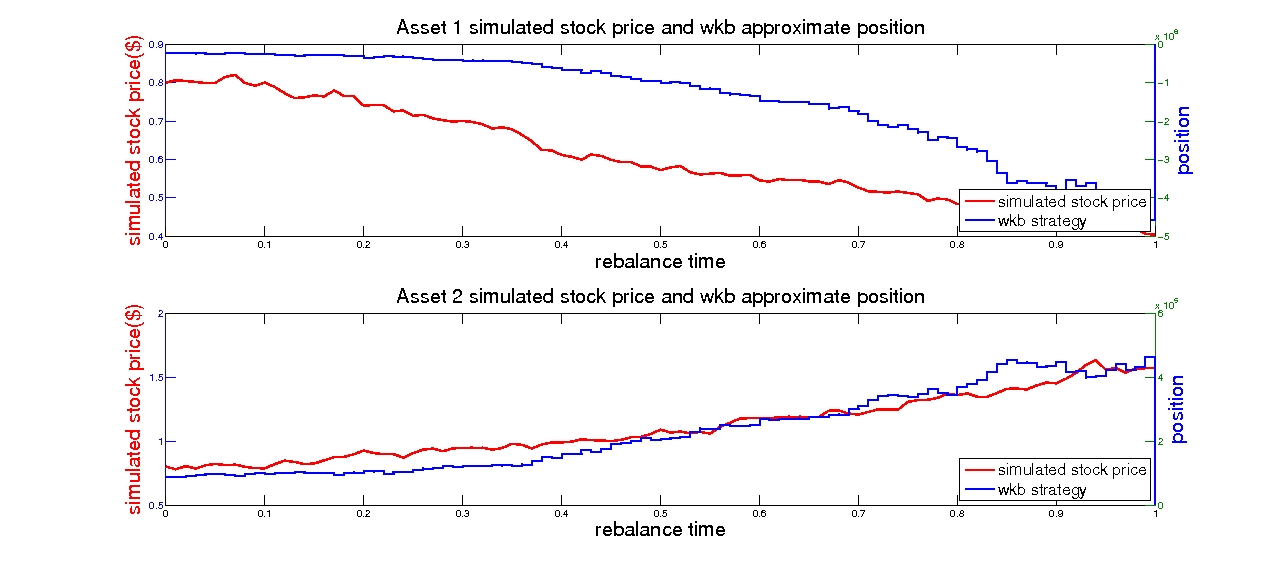 Asset 1 simulated stock price and wkb approximate position
x 10
0.9
0.8
0.7
0.6
0.5
0.4
simulated stock price($)
0
-1
-2
-3
-4
-5
position
simulated stock price
wkb strategy
0 0.1 0.2 0.3 0.4 0.5 0.6 0.7 0.8 0.9 1
rebalance time
Asset 2 simulated stock price and wkb approximate position
x 10
2
1.5
1
0.5
simulated stock price($)
6
4
2
0
position
simulated stock price
wkb strategy
0 0.1 0.2 0.3 0.4 0.5 0.6 0.7 0.8 0.9 1
rebalance time